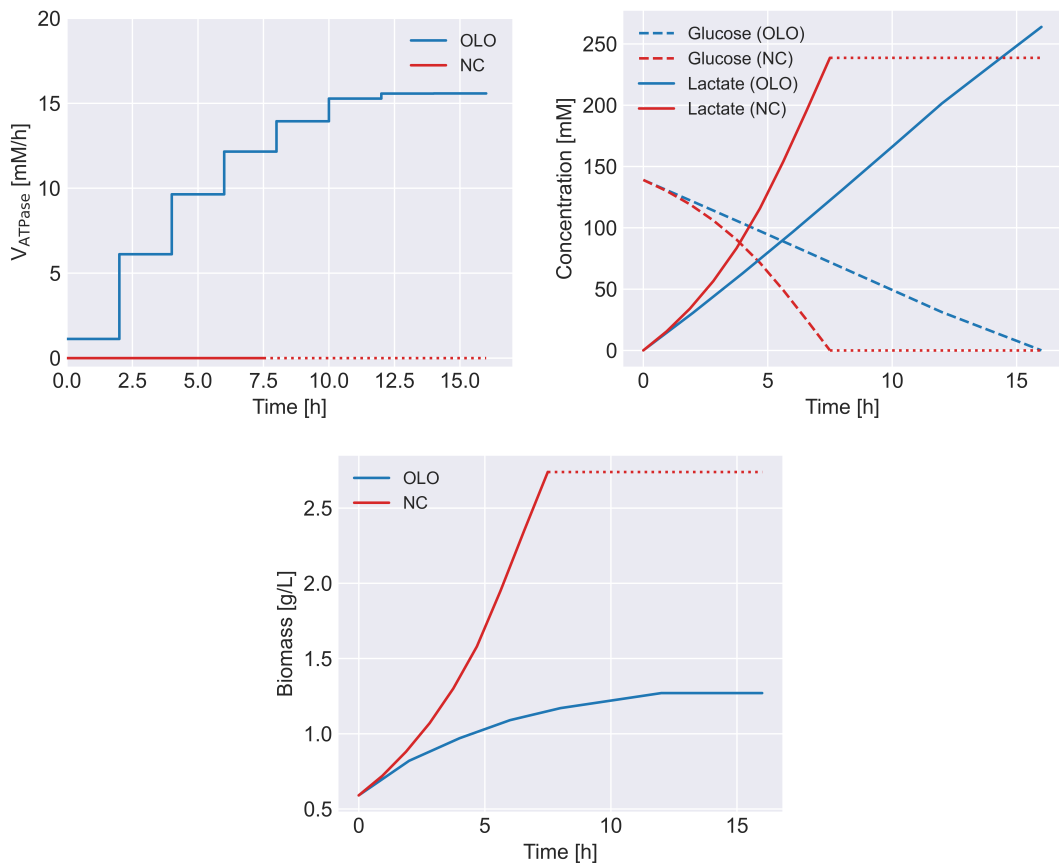 20
15
10
5
0
V_ATPase [mM/h]
OLO
NC
0.0 2.5 5.0 7.5 10.0 12.5 15.0
Time [h]
250
200
150
100
50
0
Concentration [mM]
Glucose (OLO)
Glucose (NC)
Lactate (OLO)
Lactate (NC)
0 5 10 15
Time [h]
2.5
2.0
1.5
1.0
0.5
Biomass [g/L]
OLO
NC
0 5 10 15
Time [h]